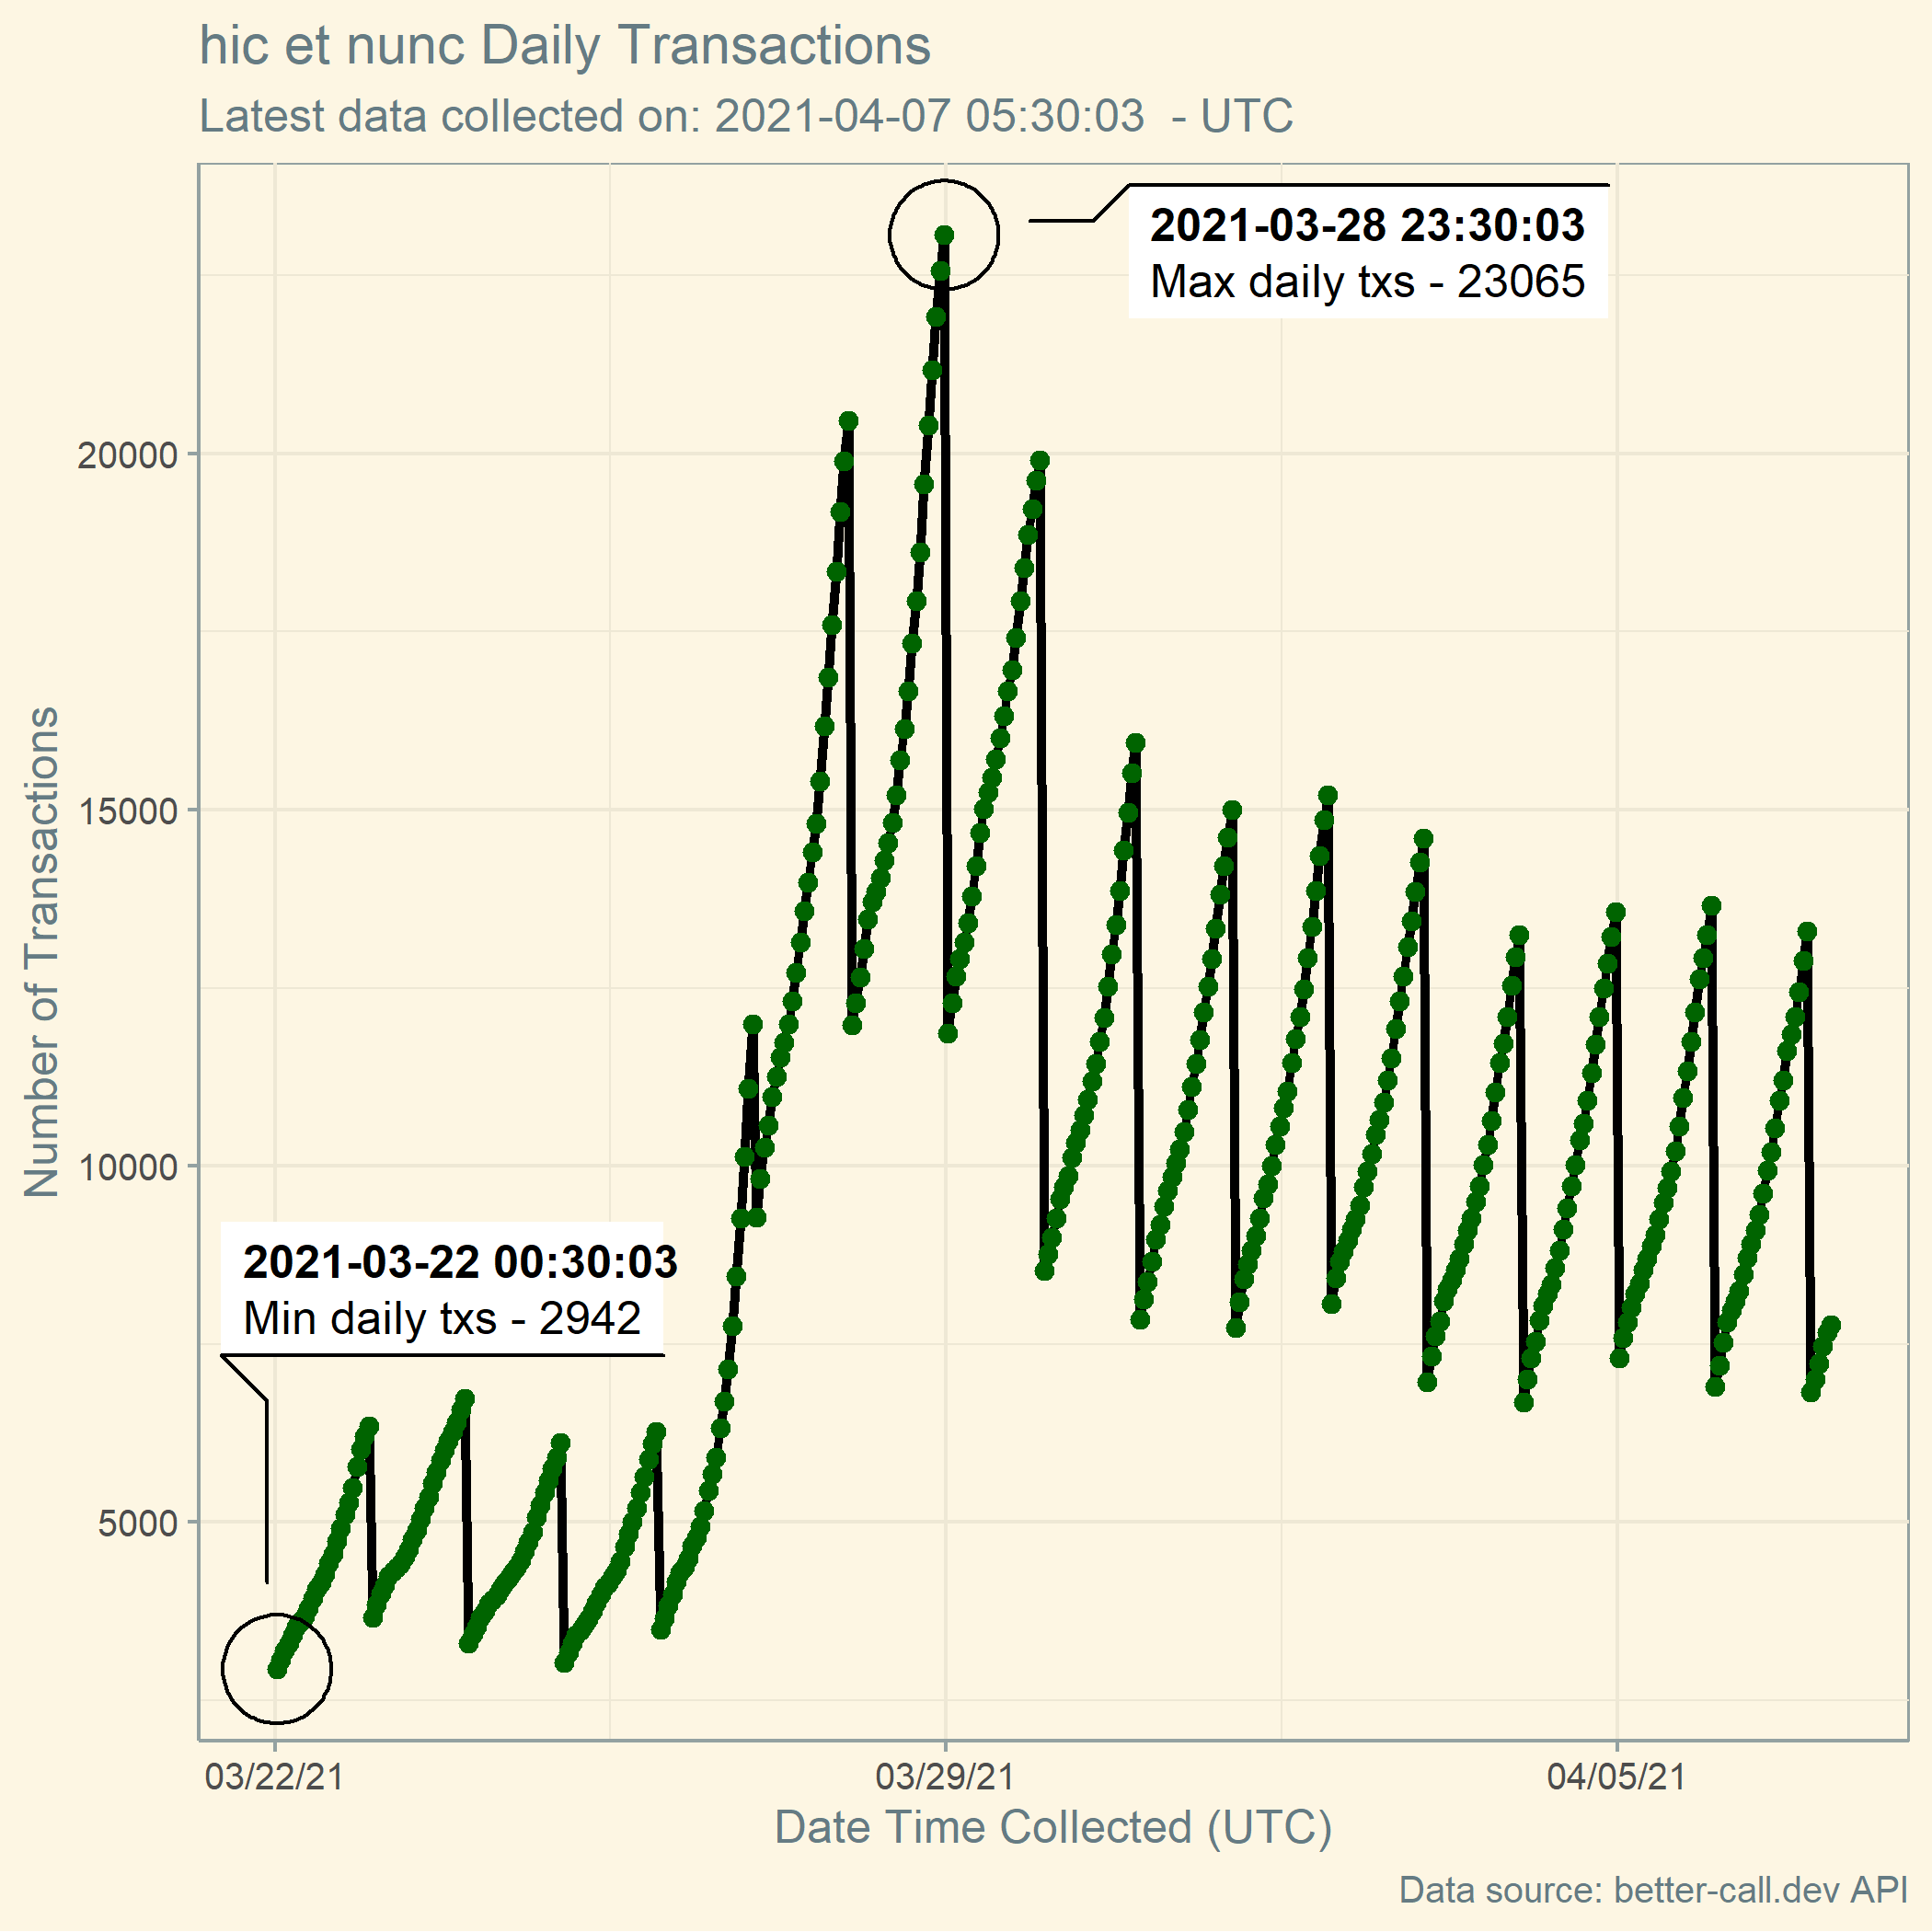 hic et nunc Daily Transactions
Latest data collected on: 2021-04-07 05:30:03  - UTC
2021-03-28 23:30:03
Max daily txs - 23065
20000
15000
Number of Transactions
10000
2021-03-22 00:30:03
Min daily txs - 2942
5000
03/22/21
03/29/21
04/05/21
Date Time Collected (UTC)
Data source: better-call.dev API